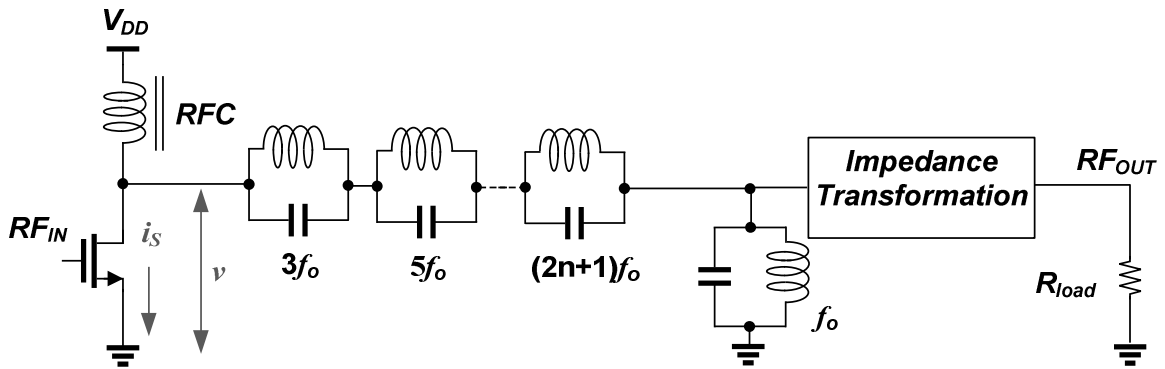 VDD
RFC
RFIN
iS
v
3fo
5fo
(2n+1)fo
fo
Impedance
Transformation
RFOUT
Rload